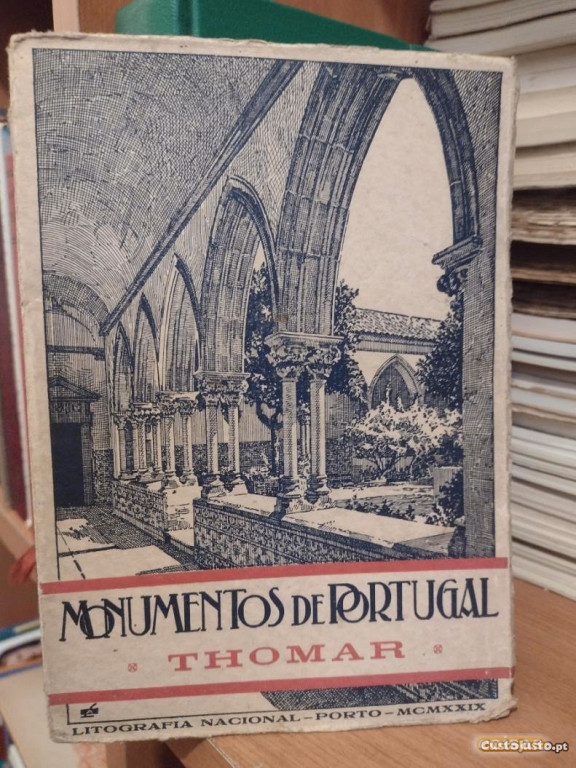 MONUMENTOS DE PORTUGAL
THOMAR
LITOGRAFIA NACIONAL - PORTO - MCMXXIX
CustoJusto.pt